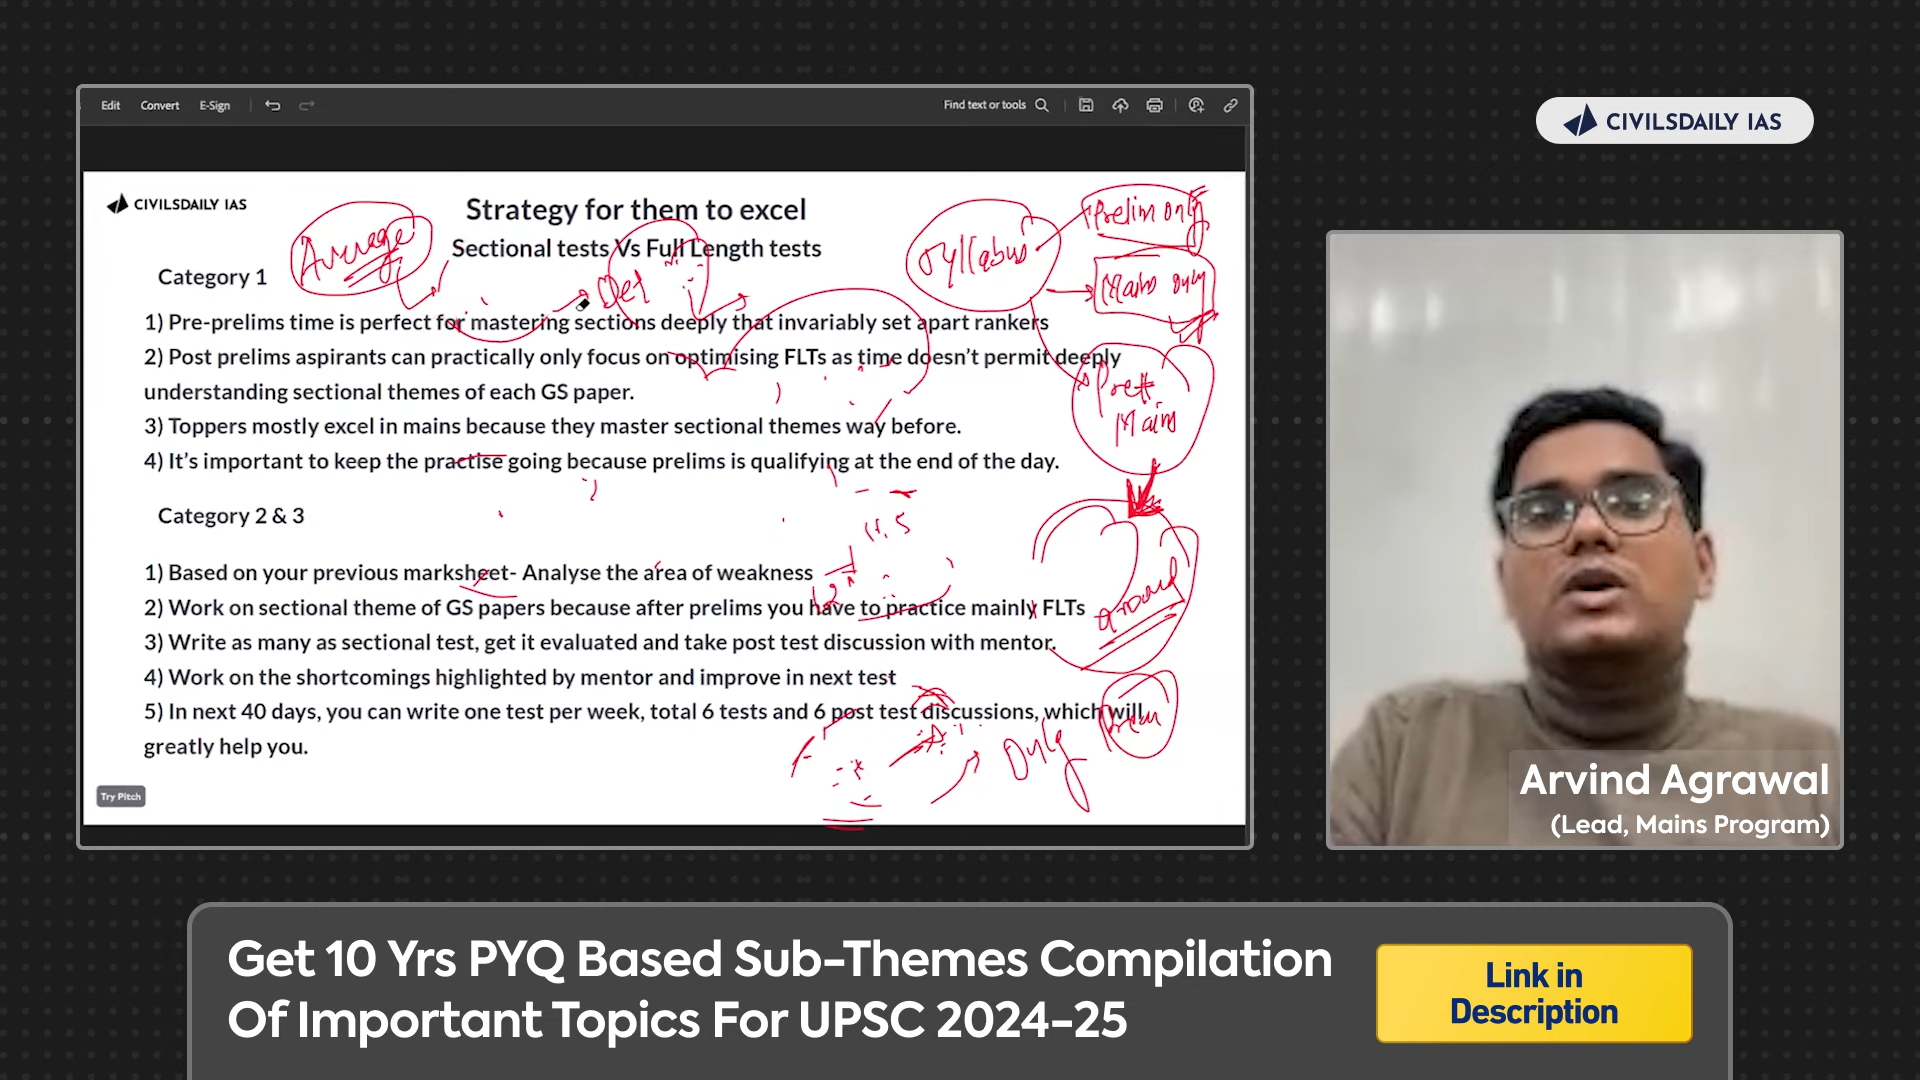 Edit Convert E-Sign
Find text or tools
CIVILSDAILY IAS
CIVILSDAILY IAS
Strategy for them to excel
Sectional tests Vs Full Length tests
Category 1
Average
Syllabus
Prelim only
Mains only
1) Pre-prelims time is perfect for mastering sections deeply that invariably set apart rankers
2) Post prelims aspirants can practically only focus on optimising FLTs as time doesn't permit deeply
understanding sectional themes of each GS paper.
3) Toppers mostly excel in mains because they master sectional themes way before.
4) It's important to keep the practise going because prelims is qualifying at the end of the day.
Mains
Category 2 & 3
1) Based on your previous marksheet- Analyse the area of weakness
2) Work on sectional theme of GS papers because after prelims you have to practice mainly FLTs
3) Write as many as sectional test, get it evaluated and take post test discussion with mentor.
4) Work on the shortcomings highlighted by mentor and improve in next test
5) In next 40 days, you can write one test per week, total 6 tests and 6 post test discussions, which will
greatly help you.
Only
Try Pitch
Arvind Agrawal
(Lead, Mains Program)
Get 10 Yrs PYQ Based Sub-Themes Compilation
Of Important Topics For UPSC 2024-25
Link in
Description